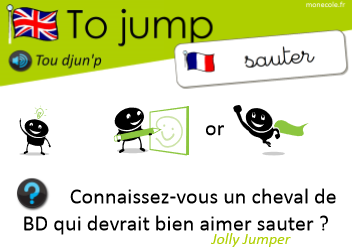 monecole.fr
To jump
Tou djun'p
sauter
or
Connaissez-vous un cheval de
BD qui devrait bien aimer sauter ?
Jolly Jumper